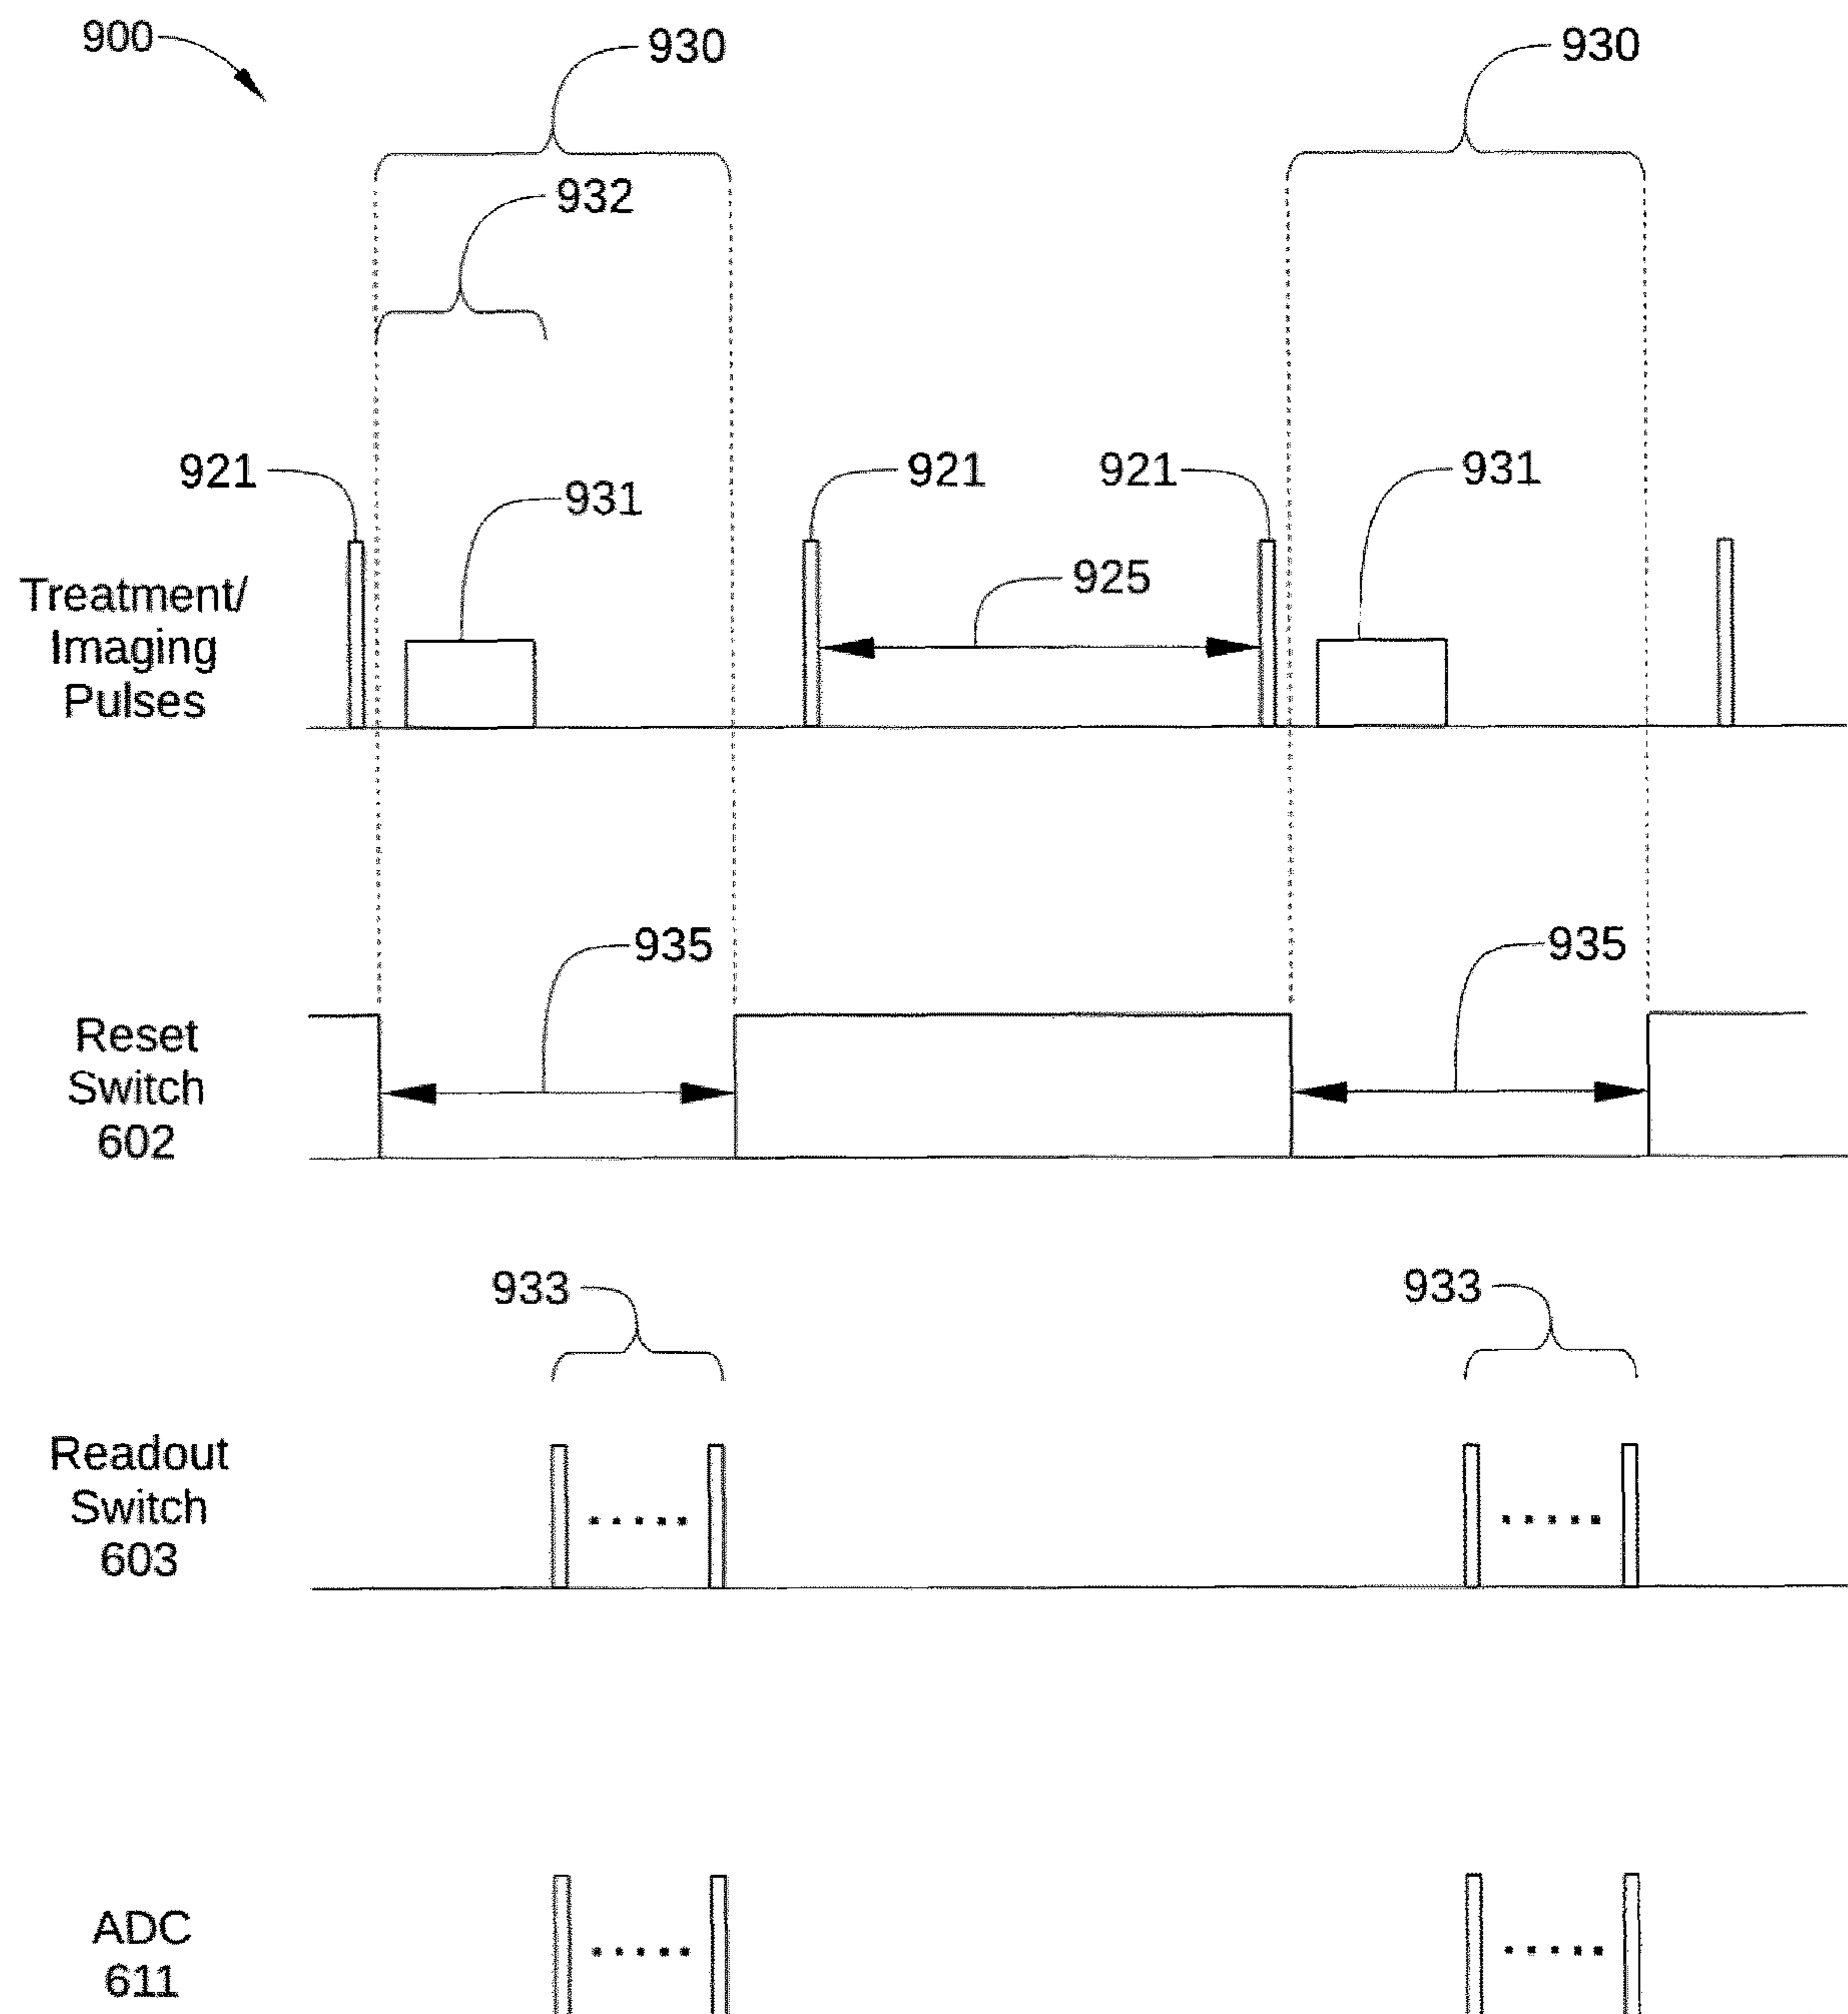 900
930
930
932
921
931
921
921
931
925
Treatment/
Imaging
Pulses
935
935
Reset
Switch
602
933
933
Readout
Switch
603
ADC
611